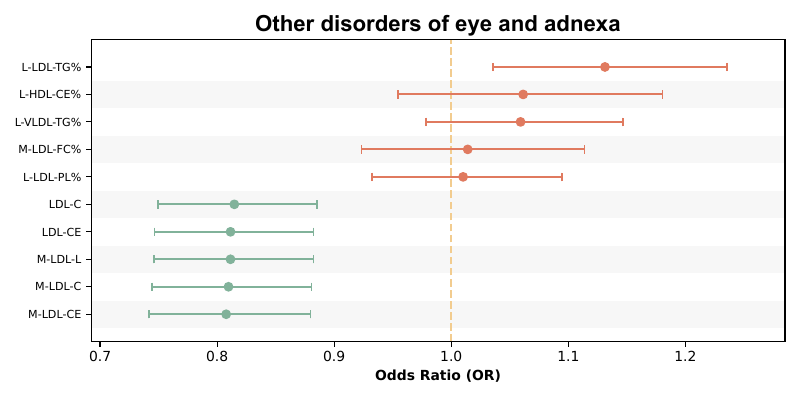 Other disorders of eye and adnexa
L-LDL-TG%
L-HDL-CE%
L-VLDL-TG%
M-LDL-FC%
L-LDL-PL%
LDL-C
LDL-CE
M-LDL-L
M-LDL-C
M-LDL-CE
0.7 0.8 0.9 1.0 1.1 1.2
Odds Ratio (OR)